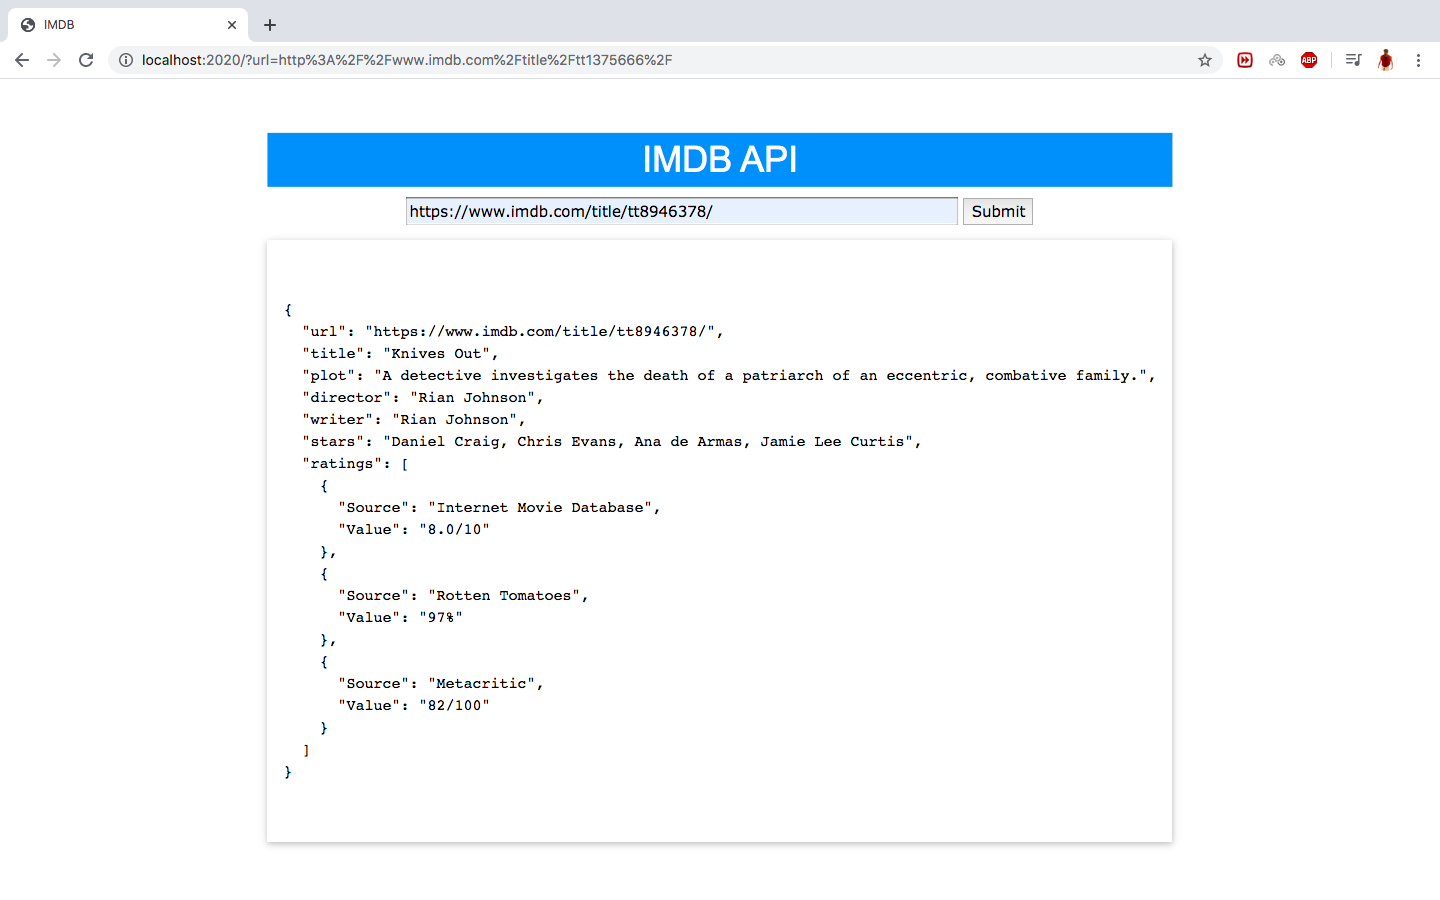 IMDB
localhost:2020/?url=http%3A%2F%2Fwww.imdb.com%2Ftitle%2Ftt1375666%2F
ABP
IMDB API
https://www.imdb.com/title/tt8946378/ Submit
{
"url": "https://www.imdb.com/title/tt8946378/",
"title": "Knives Out",
"plot": "A detective investigates the death of a patriarch of an eccentric, combative family.",
"director": "Rian Johnson",
"writer": "Rian Johnson",
"stars": "Daniel Craig, Chris Evans, Ana de Armas, Jamie Lee Curtis",
"ratings": [
{
"Source": "Internet Movie Database",
"Value": "8.0/10"
},
{
"Source": "Rotten Tomatoes",
"Value": "97%"
},
{
"Source": "Metacritic",
"Value": "82/100"
}
]
}